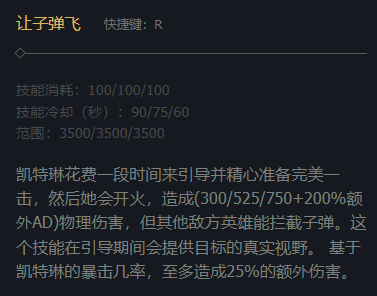 让子弹飞 快捷键：R
技能消耗：100/100/100
技能冷却（秒）：90/75/60
范围：3500/3500/3500
凯特琳花费一段时间来引导并精心准备完美一
击，然后她会开火，造成(300/525/750+200%额
外AD)物理伤害，但其他敌方英雄能拦截子弹。这
个技能在引导期间会提供目标的真实视野。 基于
凯特琳的暴击几率，至多造成25%的额外伤害。